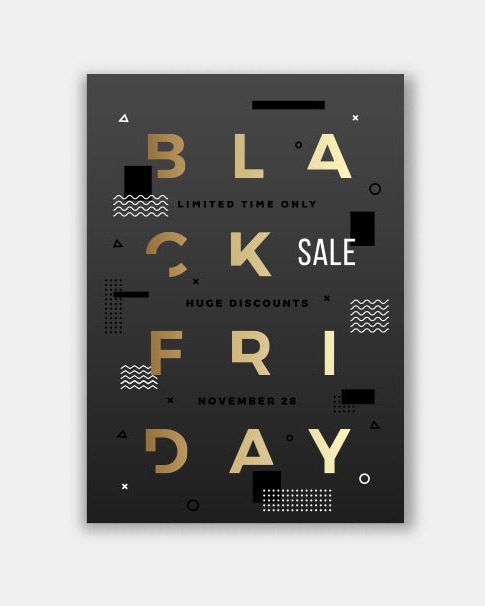 BLA
LIMITED TIME ONLY
CK SALE
HUGE DISCOUNTS
FRI
NOVEMBER 28
DAY